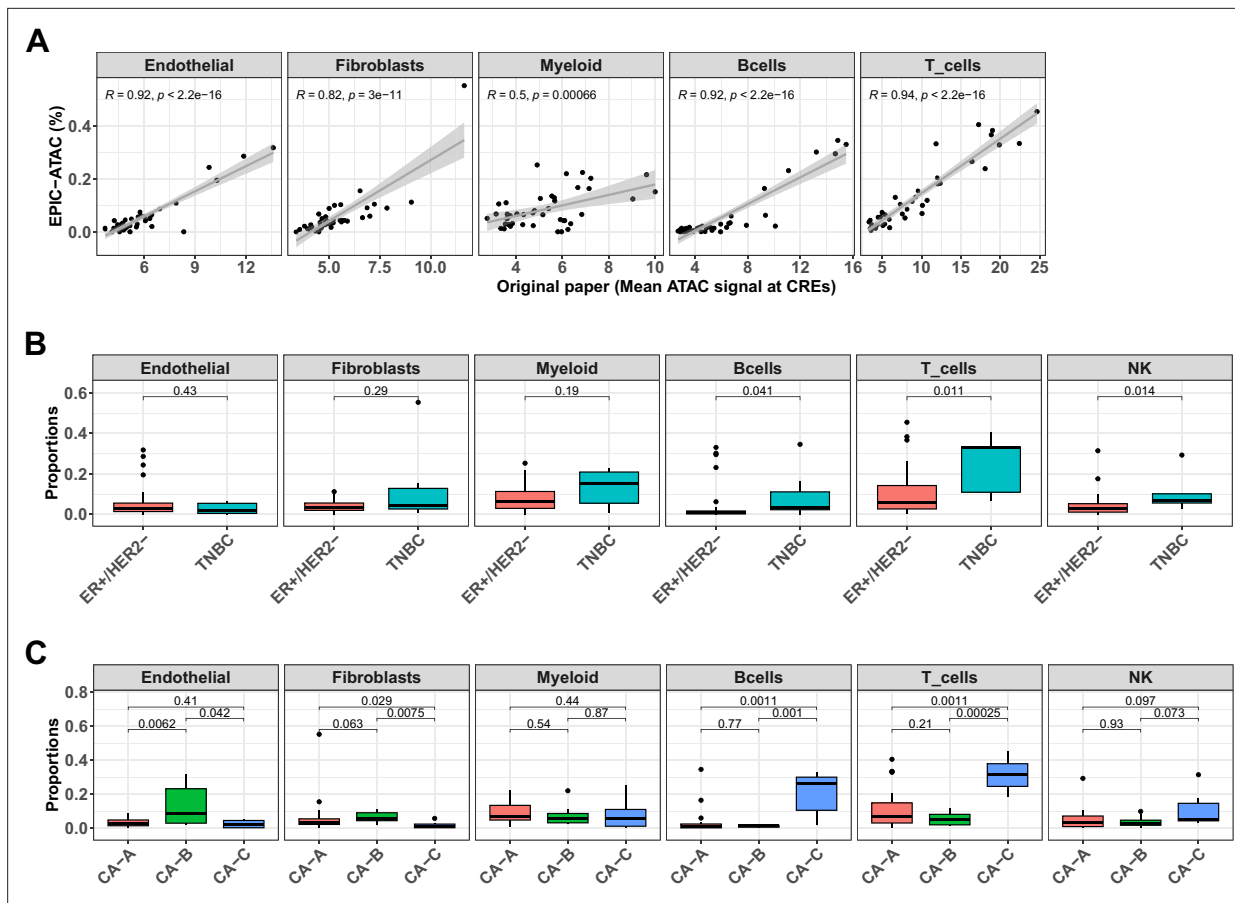 A
Endothelial Fibroblasts Myeloid Bcells T_cells
R = 0.92, p < 2.2e−16 R = 0.82, p = 3e−11 R = 0.5, p = 0.00066 R = 0.92, p < 2.2e−16 R = 0.94, p < 2.2e−16
EPIC−ATAC (%)
0.4
0.2
0.0
6 9 12 5.0 7.5 10.0 4 6 8 10 4 8 12 16 5 10 15 20 25
Original paper (Mean ATAC signal at CREs)
B
Endothelial Fibroblasts Myeloid Bcells T_cells NK
0.43 0.29 0.19 0.041 0.011 0.014
Proportions
0.6
0.4
0.2
0.0
ER+/HER2− TNBC ER+/HER2− TNBC ER+/HER2− TNBC ER+/HER2− TNBC ER+/HER2− TNBC ER+/HER2− TNBC
C
Endothelial Fibroblasts Myeloid Bcells T_cells NK
0.41 0.029 0.44 0.0011 0.0011 0.097
0.042 0.0075 0.87 0.001 0.00025 0.073
0.0062 0.063 0.54 0.77 0.21 0.93
Proportions
0.8
0.6
0.4
0.2
0.0
CA−A CA−B CA−C CA−A CA−B CA−C CA−A CA−B CA−C CA−A CA−B CA−C CA−A CA−B CA−C CA−A CA−B CA−C